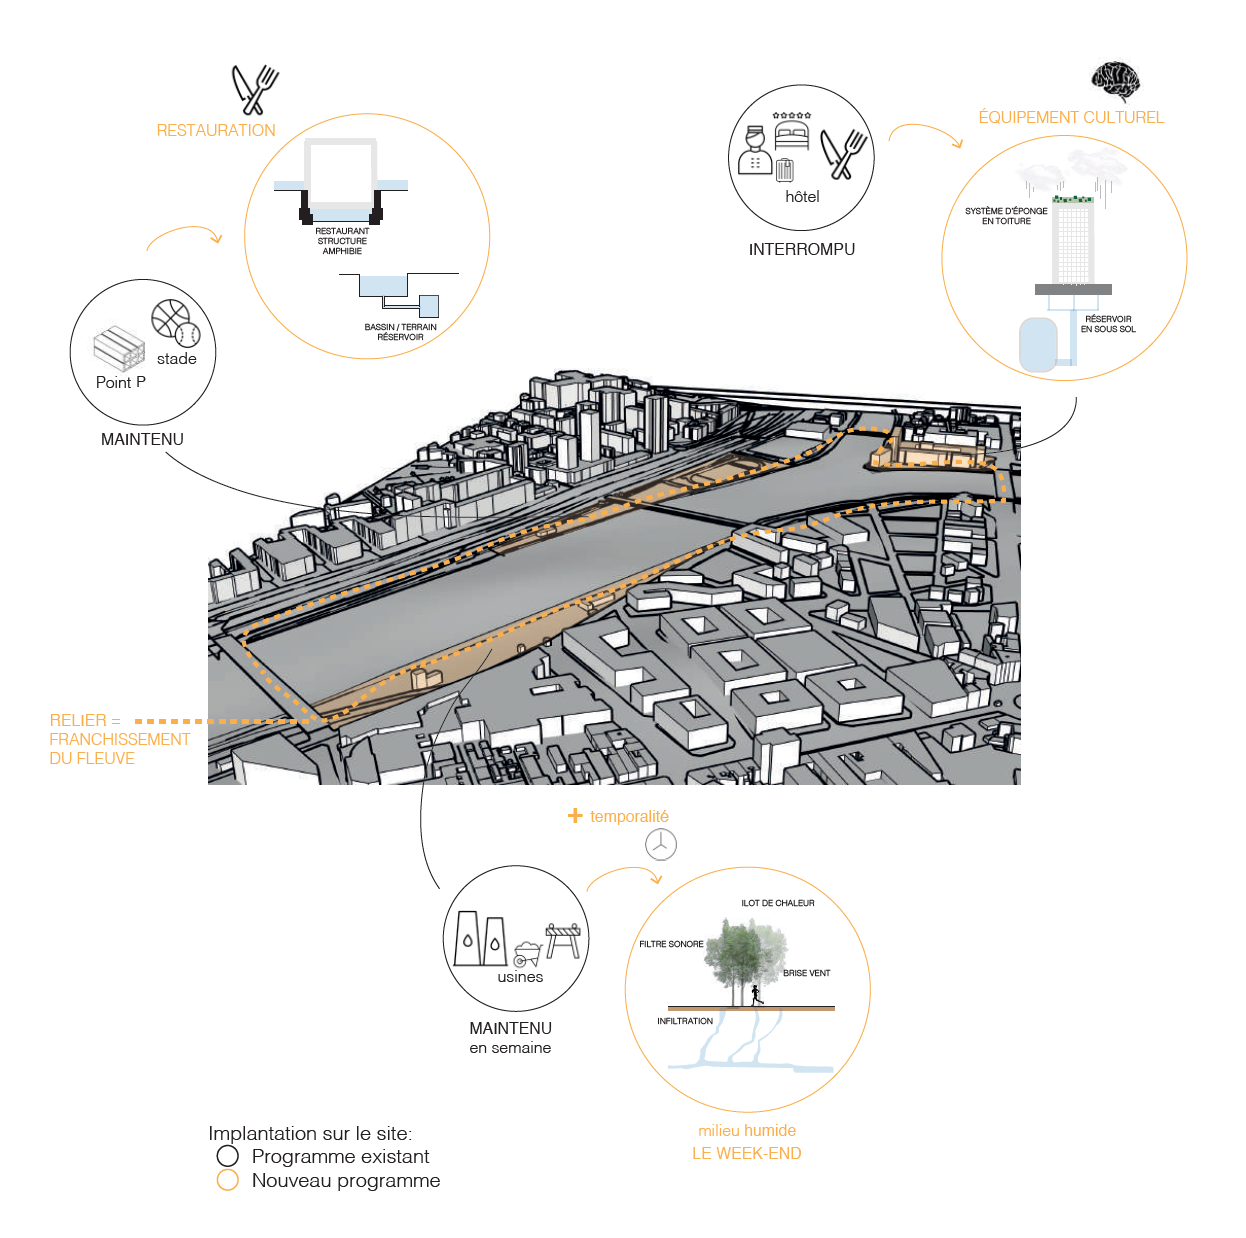 RESTAURATION
RESTAURANT
STRUCTURE
AMPHIBIE
BASSIN / TERRAIN
RÉSERVOIR
stade
Point P
MAINTENU
hôtel
INTERROMPU
ÉQUIPEMENT CULTUREL
SYSTÈME D'ÉPONGE
EN TOITURE
RÉSERVOIR
EN SOUS SOL
RELIER =
FRANCHISSEMENT
DU FLEUVE
+ temporalité
usines
MAINTENU
en semaine
ILOT DE CHALEUR
FILTRE SONORE
BRISE VENT
INFILTRATION
milieu humide
LE WEEK-END
Implantation sur le site:
Programme existant
Nouveau programme